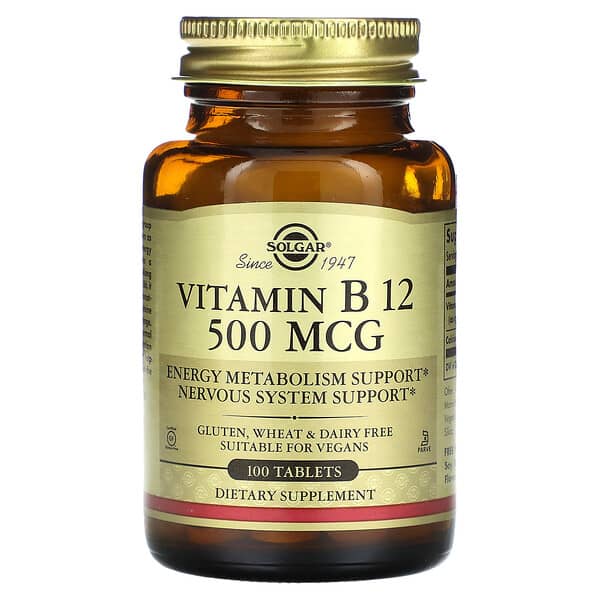 SOLGAR®
Since 1947
VITAMIN B 12
500 MCG
ENERGY METABOLISM SUPPORT*
NERVOUS SYSTEM SUPPORT*
GLUTEN, WHEAT & DAIRY FREE
SUITABLE FOR VEGANS
100 TABLETS
DIETARY SUPPLEMENT
GF
PARVE